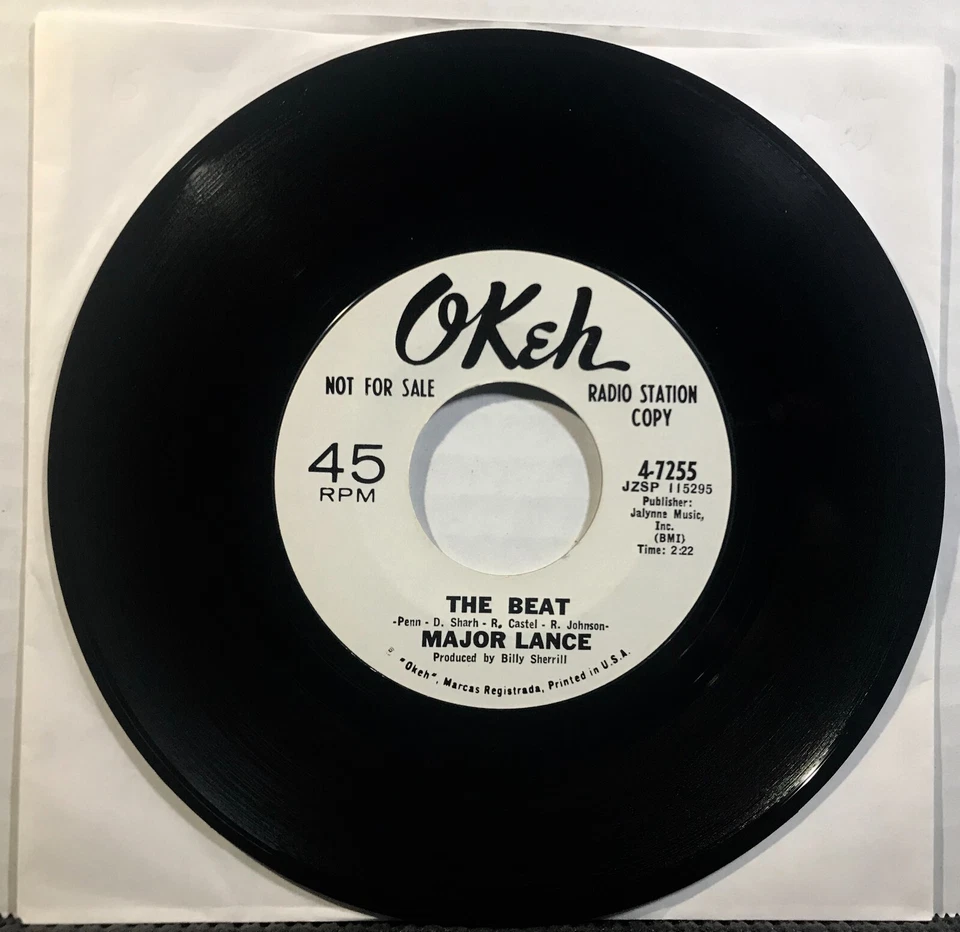 OKeh
NOT FOR SALE
RADIO STATION
COPY
45
RPM
4-7255
JZSP 115295
Publisher:
Jalynne Music,
Inc.
(BMI)
Time: 2:22
THE BEAT
-Penn - D. Sharh - R. Castel - R. Johnson-
MAJOR LANCE
Produced by Billy Sherrill
"Okeh", Marcas Registrada, Printed in U.S.A.